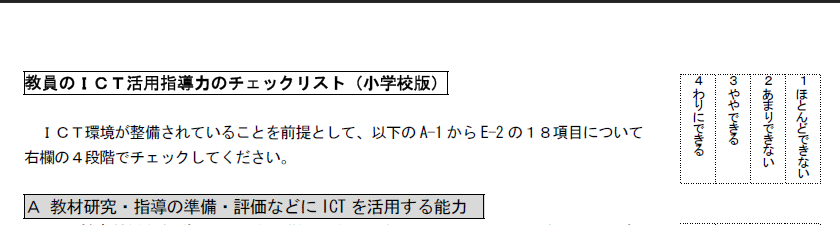 教員のＩＣＴ活用指導力のチェックリスト（小学校版）
ＩＣＴ環境が整備されていることを前提として、以下の A-1 から E-2 の１８項目について
右欄の４段階でチェックしてください。
4 わりにできる
3 ややできる
2 あまりできない
1 ほとんどできない
Ａ 教材研究・指導の準備・評価などに ICT を活用する能力